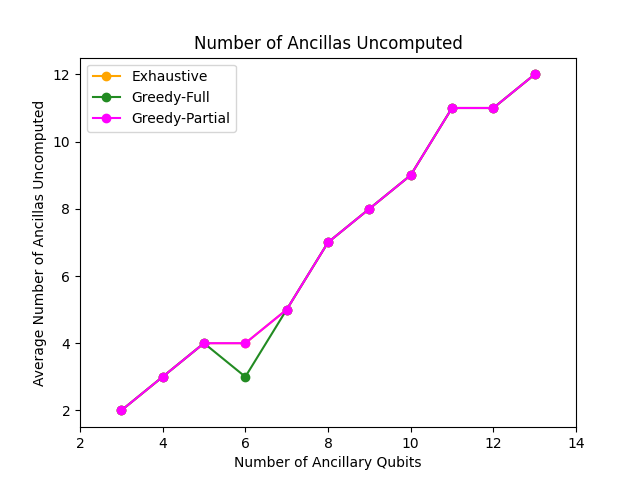 Number of Ancillas Uncomputed
Exhaustive
Greedy-Full
Greedy-Partial
Average Number of Ancillas Uncomputed
12
10
8
6
4
2
2 4 6 8 10 12 14
Number of Ancillary Qubits